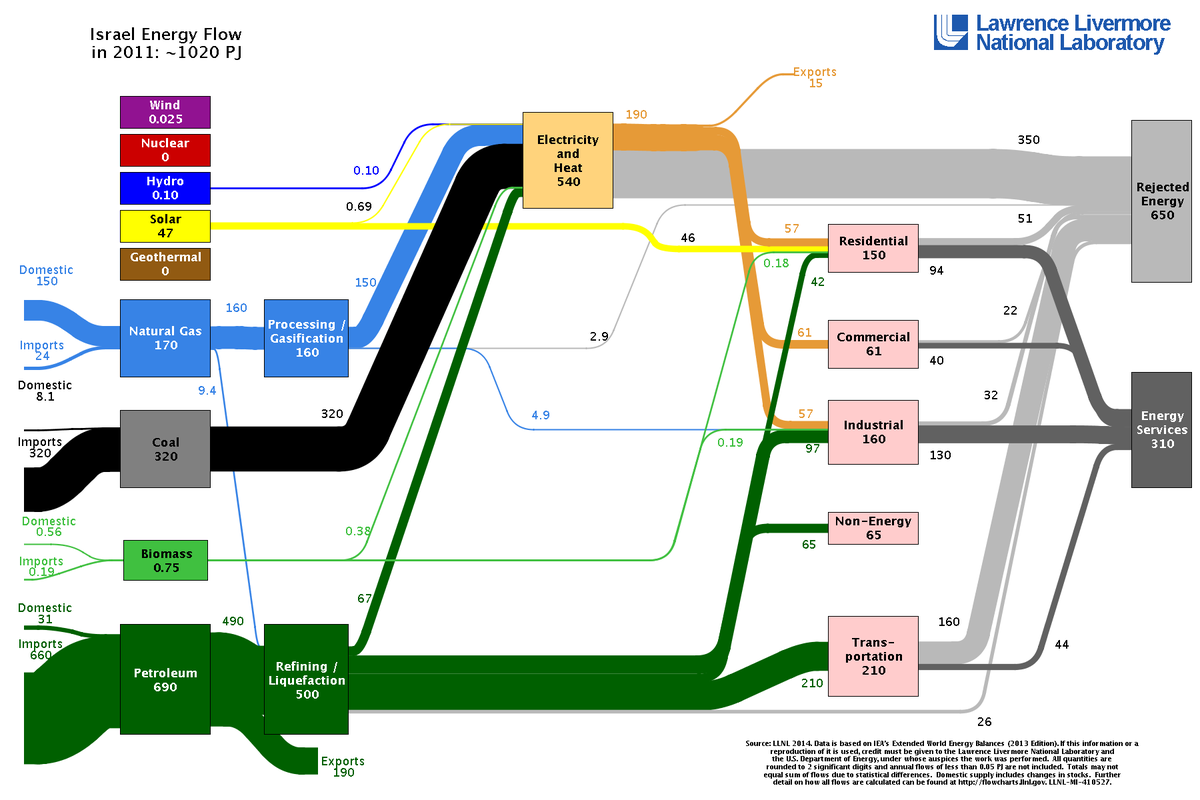 Israel Energy Flow
in 2011: ~1020 PJ
Lawrence Livermore
National Laboratory
Exports
15
Wind
0.025
Nuclear
0
Hydro
0.10
Solar
47
Geothermal
0
0.10
0.69
Electricity
and
Heat
540
190
350
Rejected
Energy
650
46
57
0.18
42
51
Residential
150
94
Domestic
150
Imports
24
Natural Gas
170
160
Processing /
Gasification
160
150
9.4
2.9
4.9
61
Commercial
61
22
40
Domestic
8.1
Imports
320
Coal
320
320
57
0.19
97
Industrial
160
32
130
Energy
Services
310
Domestic
0.56
Imports
0.19
Biomass
0.75
0.38
65
Non-Energy
65
Domestic
31
Imports
660
Petroleum
690
490
67
Refining /
Liquefaction
500
Exports
190
210
Trans-
portation
210
160
44
26
Source: LLNL 2014. Data is based on IEA's Extended World Energy Balances (2013 Edition). If this information or a
reproduction of it is used, credit must be given to the Lawrence Livermore National Laboratory and
the U.S. Department of Energy, under whose auspices the work was performed. All quantities are
rounded to 2 significant digits and annual flows of less than 0.05 PJ are not included. Totals may not
equal sum of flows due to statistical differences. Domestic supply includes changes in stocks. Further
detail on how all flows are calculated can be found at http://flowcharts.llnl.gov. LLNL-MI-410527.